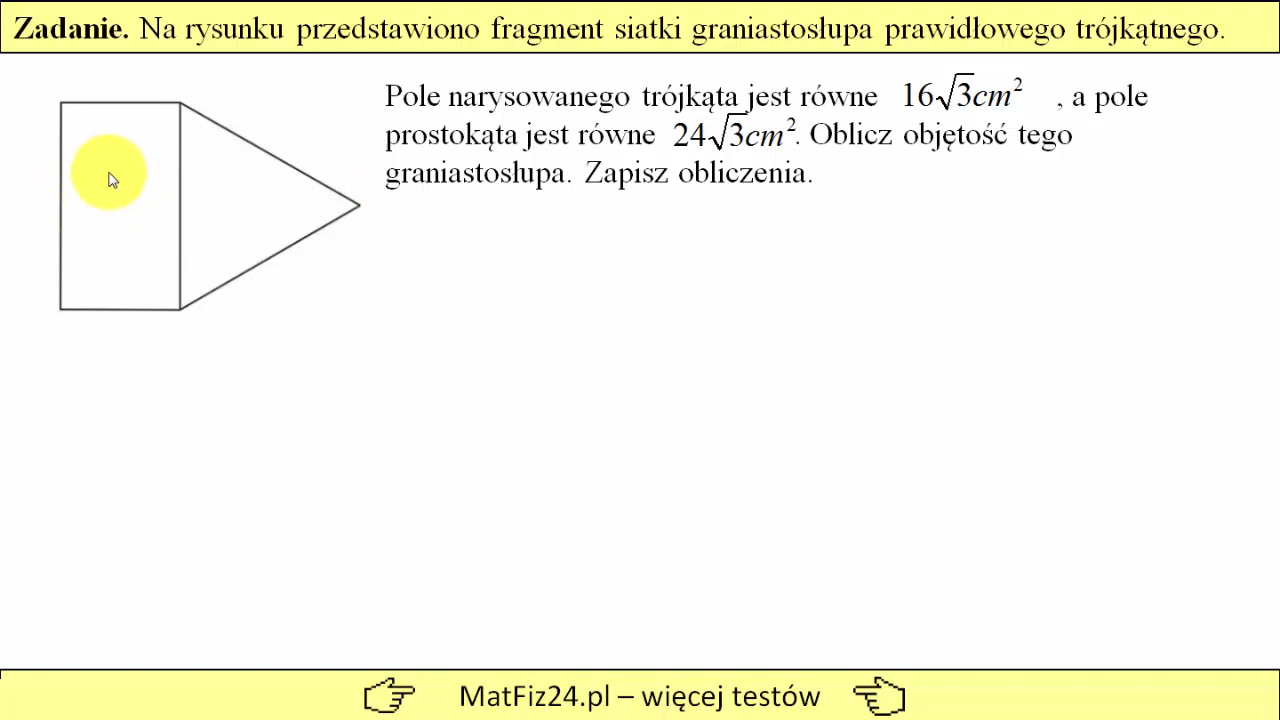 Zadanie. Na rysunku przedstawiono fragment siatki graniastosłupa prawidłowego trójkątnego.
Pole narysowanego trójkąta jest równe 16√3cm² , a pole
prostokąta jest równe 24√3cm². Oblicz objętość tego
graniastosłupa. Zapisz obliczenia.
MatFiz24.pl – więcej testów